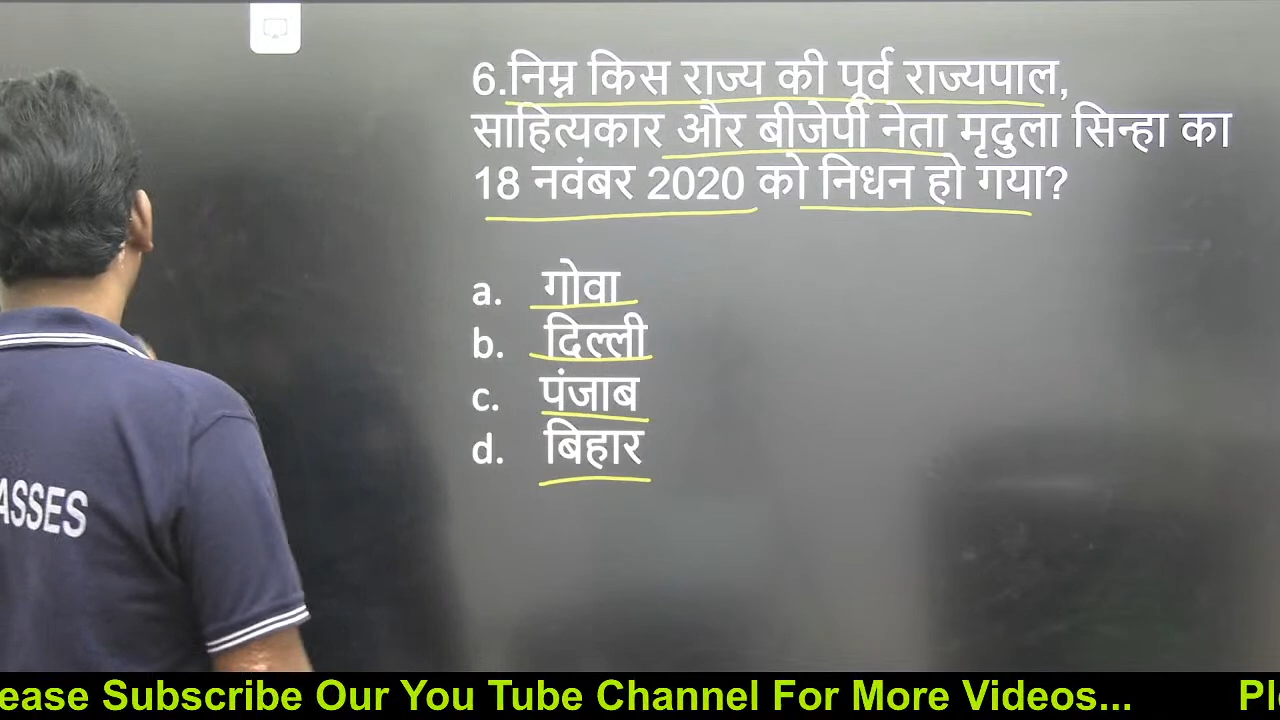 6.निम्न किस राज्य की पूर्व राज्यपाल,
साहित्यकार और बीजेपी नेता मृदुला सिन्हा का
18 नवंबर 2020 को निधन हो गया?
a. गोवा
b. दिल्ली
c. पंजाब
d. बिहार
ASSES
ease Subscribe Our You Tube Channel For More Videos... Pl